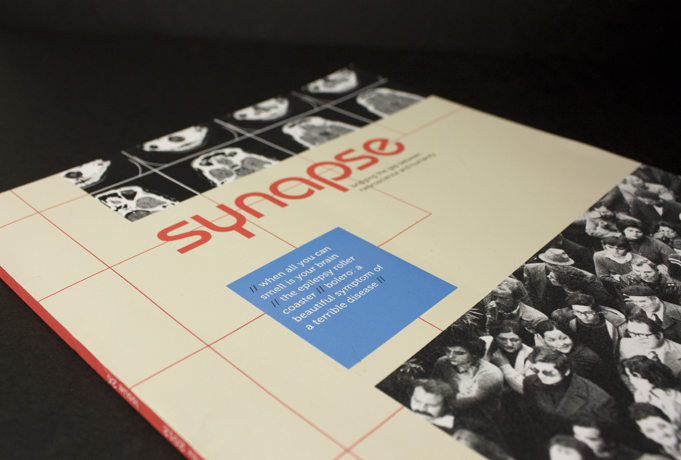 synapse
bridging the gap between
neuroscience and humanity
// when all you can
smell is your brain
// the epilepsy roller
coaster // bolero: a
beautiful symptom of
a terrible disease //